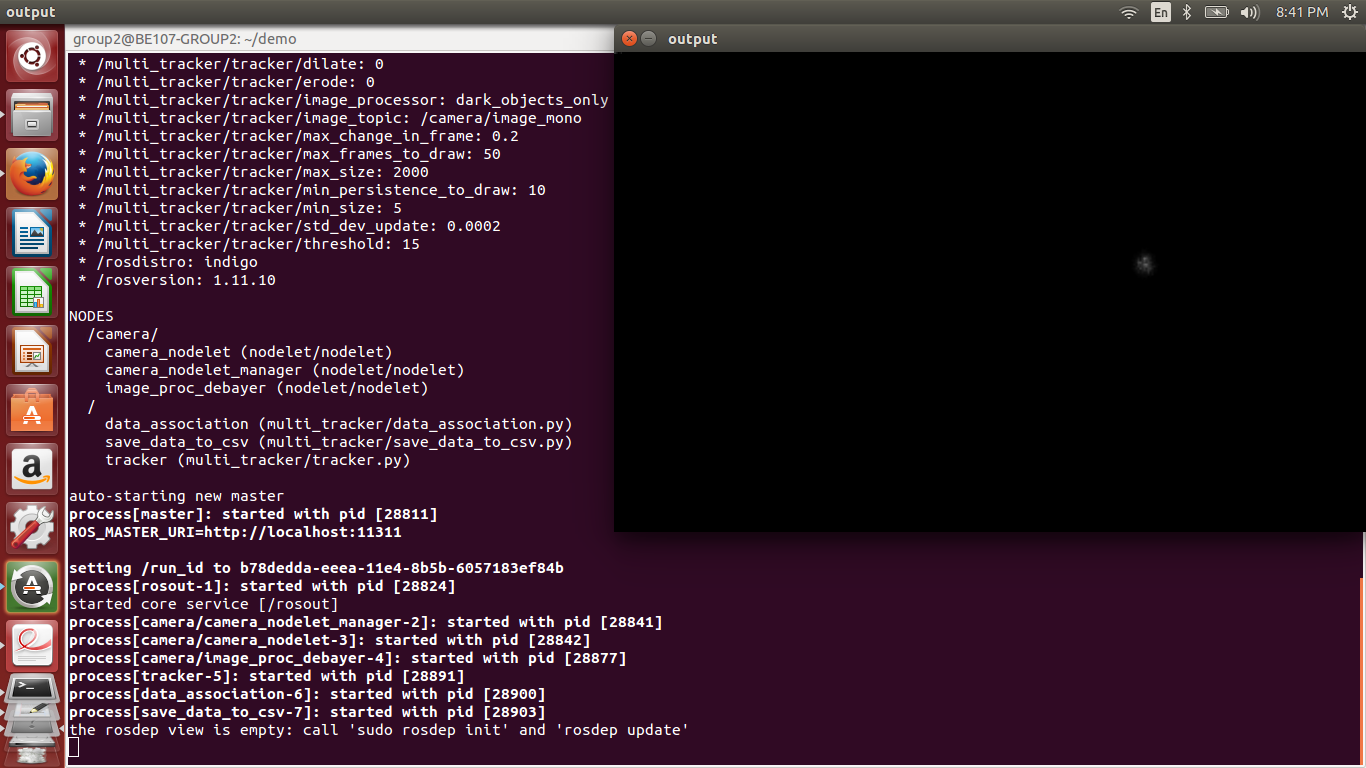 output
En
8:41 PM
group2@BE107-GROUP2: ~/demo
output
* /multi_tracker/tracker/dilate: 0
* /multi_tracker/tracker/erode: 0
* /multi_tracker/tracker/image_processor: dark_objects_only
* /multi_tracker/tracker/image_topic: /camera/image_mono
* /multi_tracker/tracker/max_change_in_frame: 0.2
* /multi_tracker/tracker/max_frames_to_draw: 50
* /multi_tracker/tracker/max_size: 2000
* /multi_tracker/tracker/min_persistence_to_draw: 10
* /multi_tracker/tracker/min_size: 5
* /multi_tracker/tracker/std_dev_update: 0.0002
* /multi_tracker/tracker/threshold: 15
* /rosdistro: indigo
* /rosversion: 1.11.10
NODES
/camera/
camera_nodelet (nodelet/nodelet)
camera_nodelet_manager (nodelet/nodelet)
image_proc_debayer (nodelet/nodelet)
/
data_association (multi_tracker/data_association.py)
save_data_to_csv (multi_tracker/save_data_to_csv.py)
tracker (multi_tracker/tracker.py)
auto-starting new master
process[master]: started with pid [28811]
ROS_MASTER_URI=http://localhost:11311
setting /run_id to b78dedda-eeea-11e4-8b5b-6057183ef84b
process[rosout-1]: started with pid [28824]
started core service [/rosout]
process[camera/camera_nodelet_manager-2]: started with pid [28841]
process[camera/camera_nodelet-3]: started with pid [28842]
process[camera/image_proc_debayer-4]: started with pid [28877]
process[tracker-5]: started with pid [28891]
process[data_association-6]: started with pid [28900]
process[save_data_to_csv-7]: started with pid [28903]
the rosdep view is empty: call 'sudo rosdep init' and 'rosdep update'